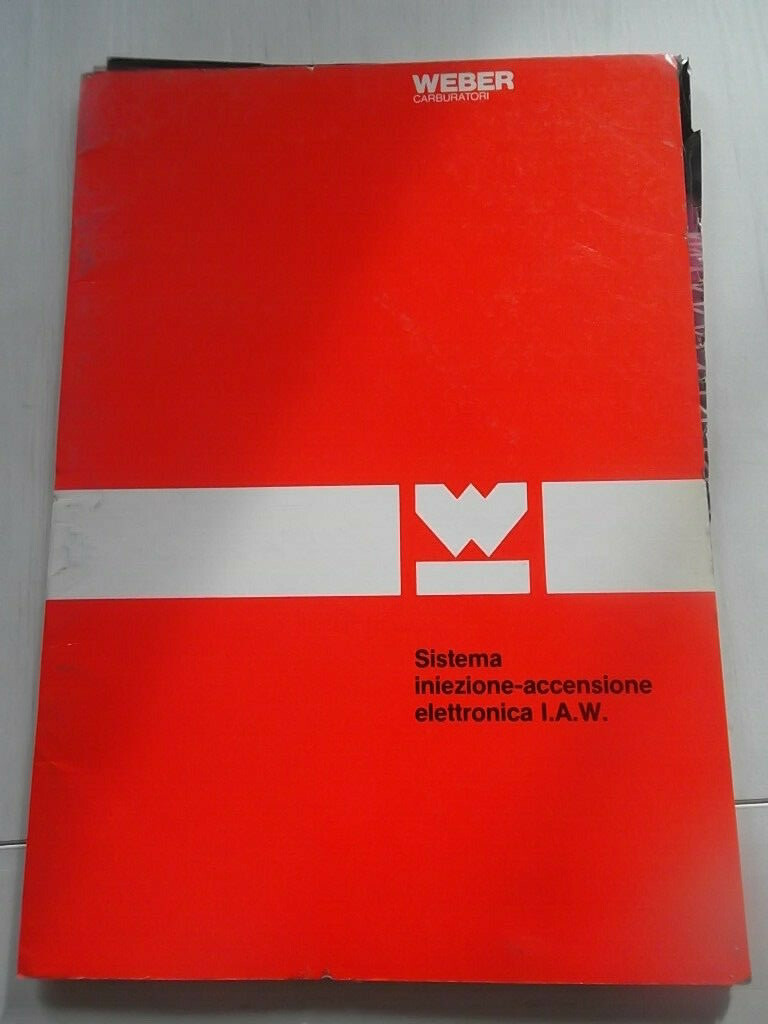 WEBER
CARBURATORI
W
Sistema
iniezione-accensione
elettronica I.A.W.